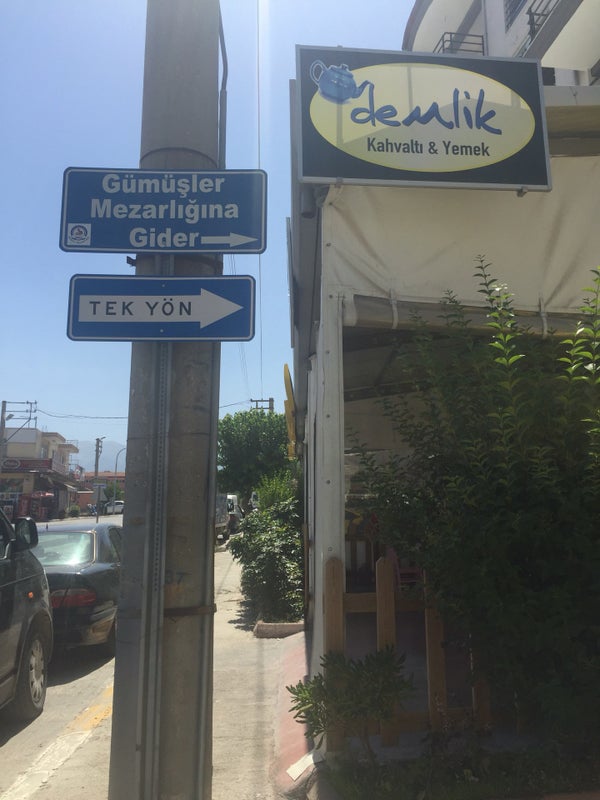 demlik
Kahvaltı & Yemek
Gümüşler
Mezarlığına
Gider
TEK YÖN